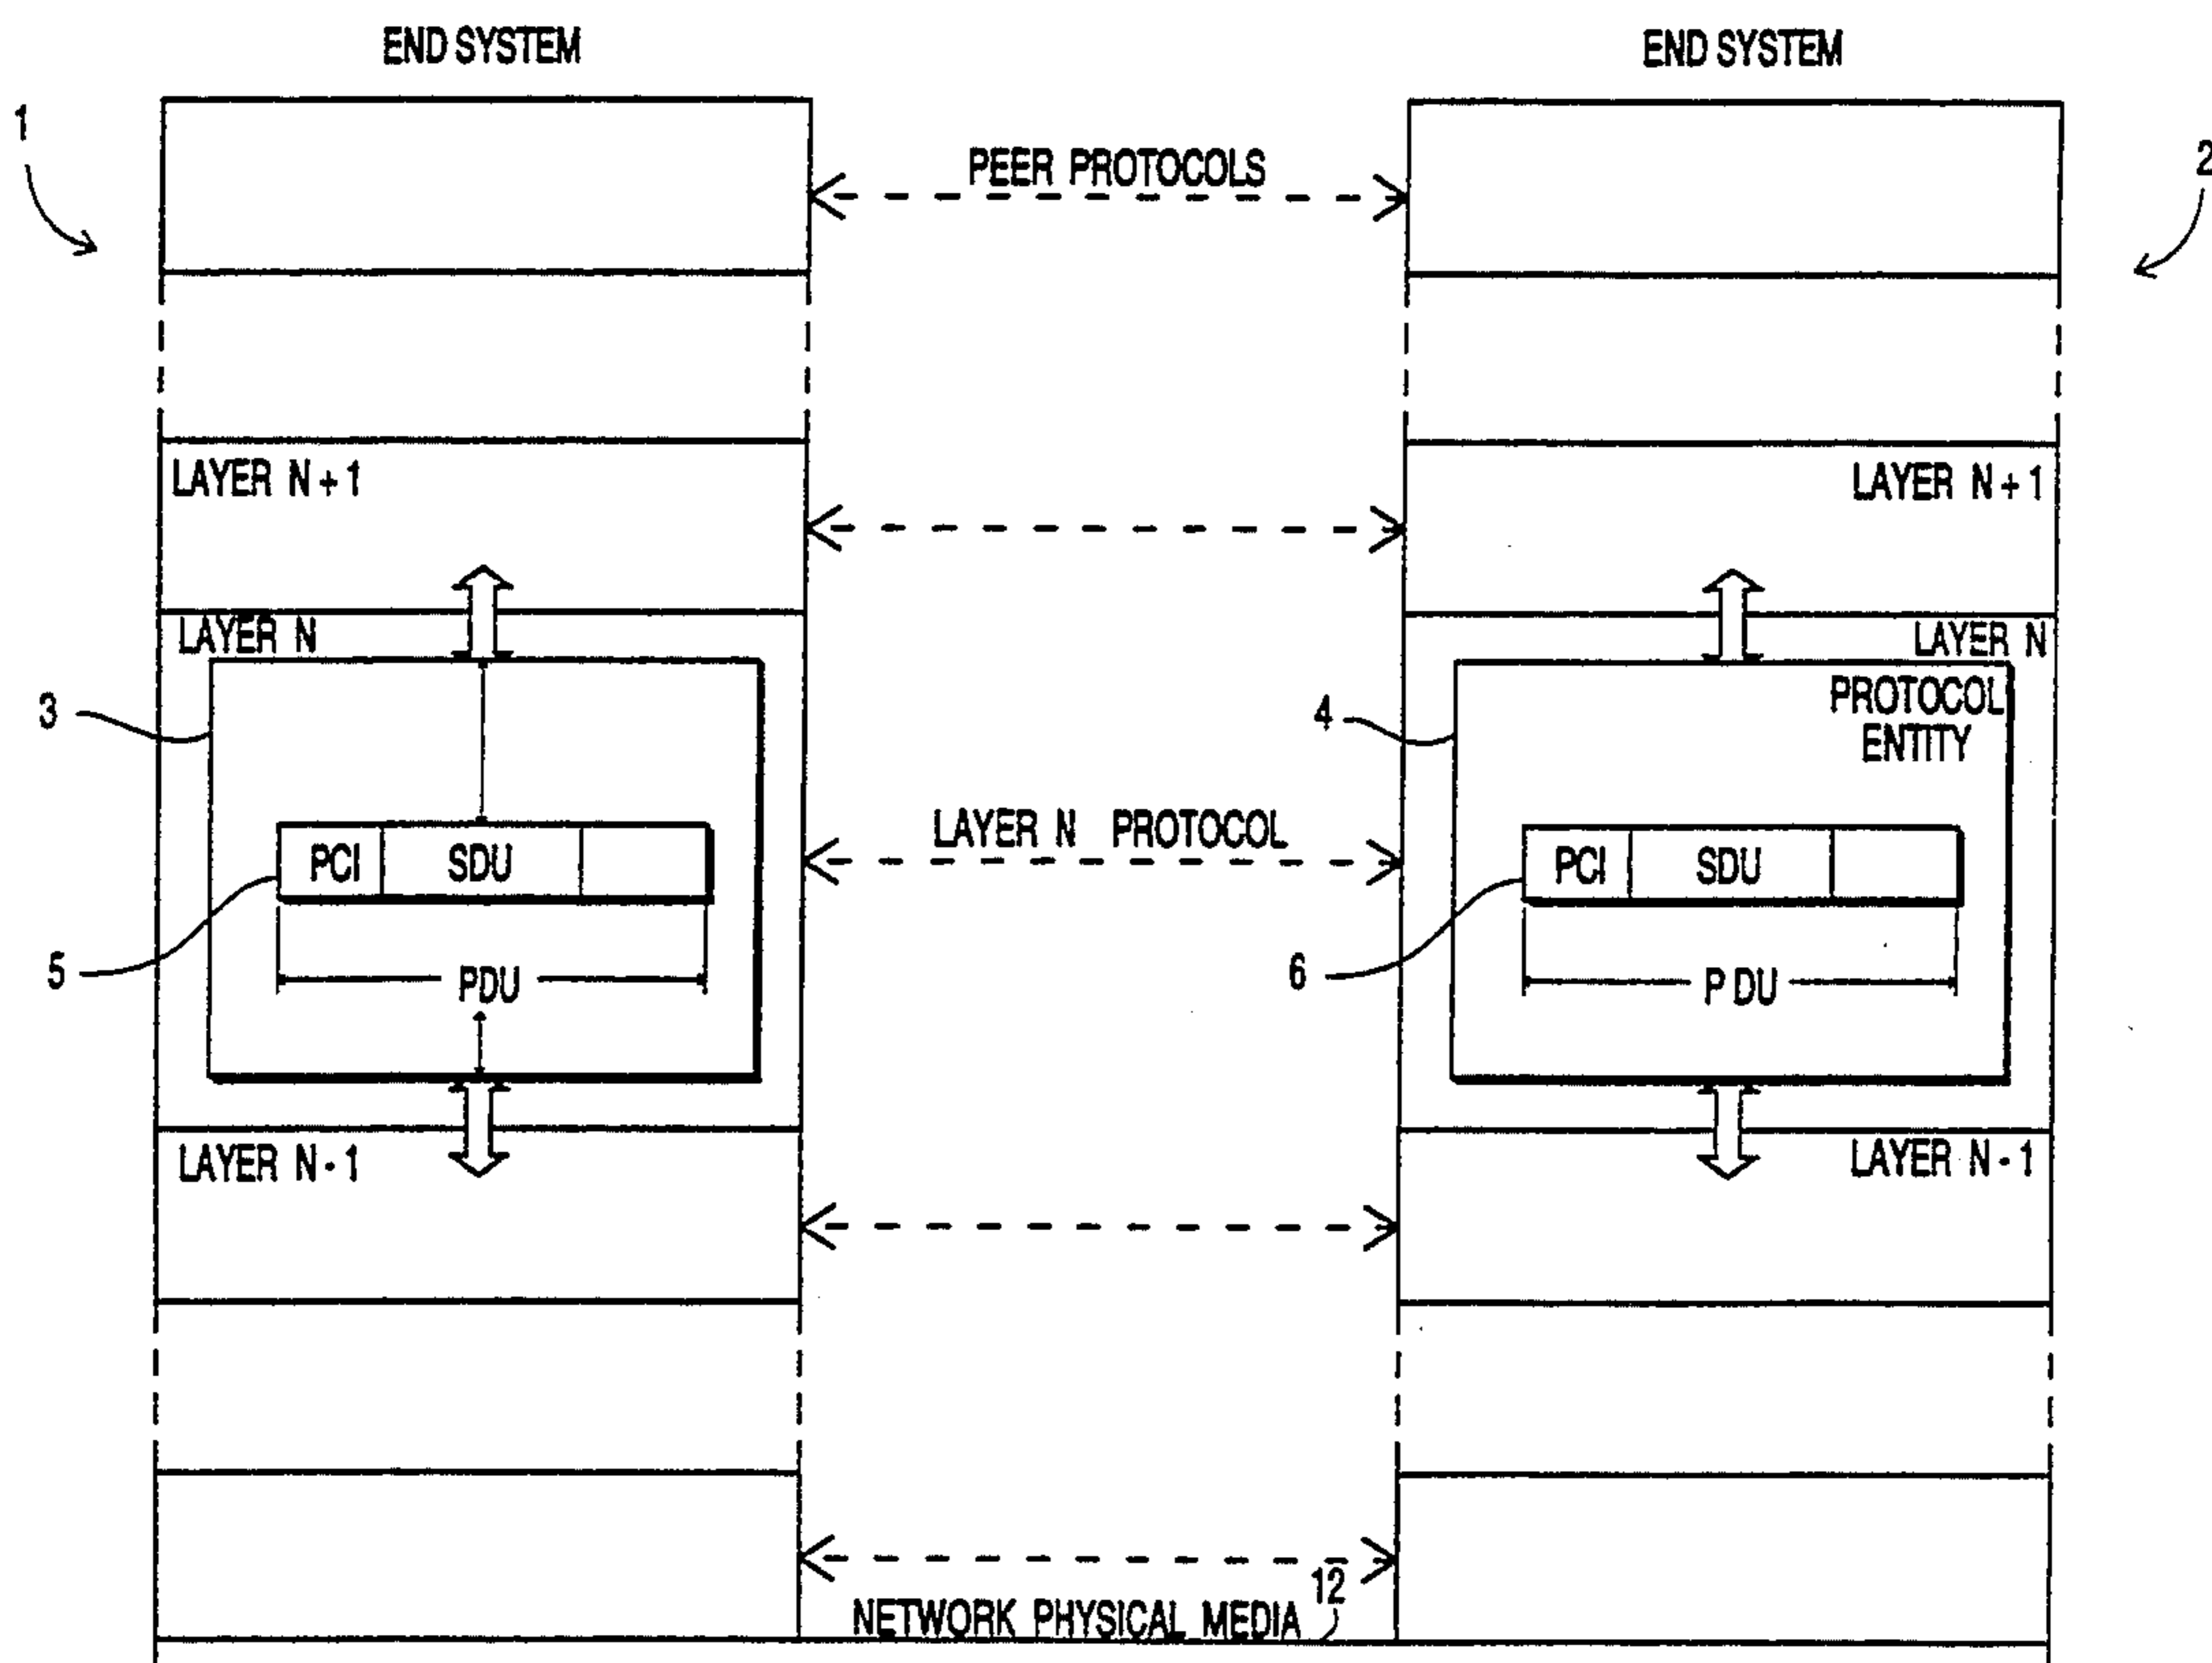 END SYSTEM
END SYSTEM
1
2
PEER PROTOCOLS
LAYER N + 1
LAYER N + 1
LAYER N
LAYER N
3
4
PROTOCOL
ENTITY
LAYER N PROTOCOL
PCI SDU
PCI SDU
5
PDU
6
P DU
LAYER N - 1
LAYER N - 1
12
NETWORK PHYSICAL MEDIA